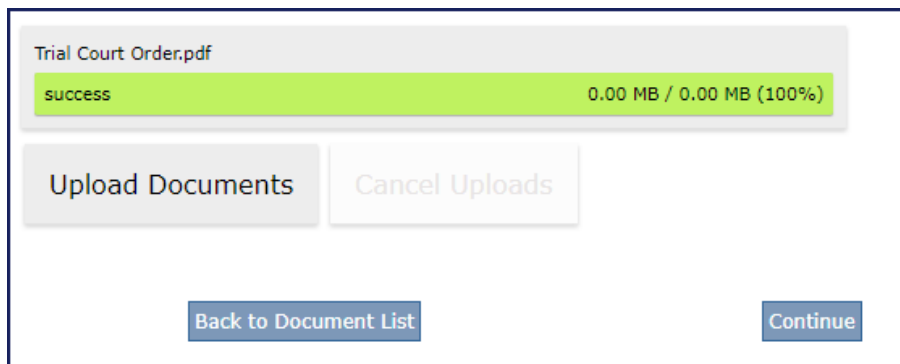 Trial Court Order.pdf
success 0.00 MB / 0.00 MB (100%)
Upload Documents Cancel Uploads
Back to Document List Continue